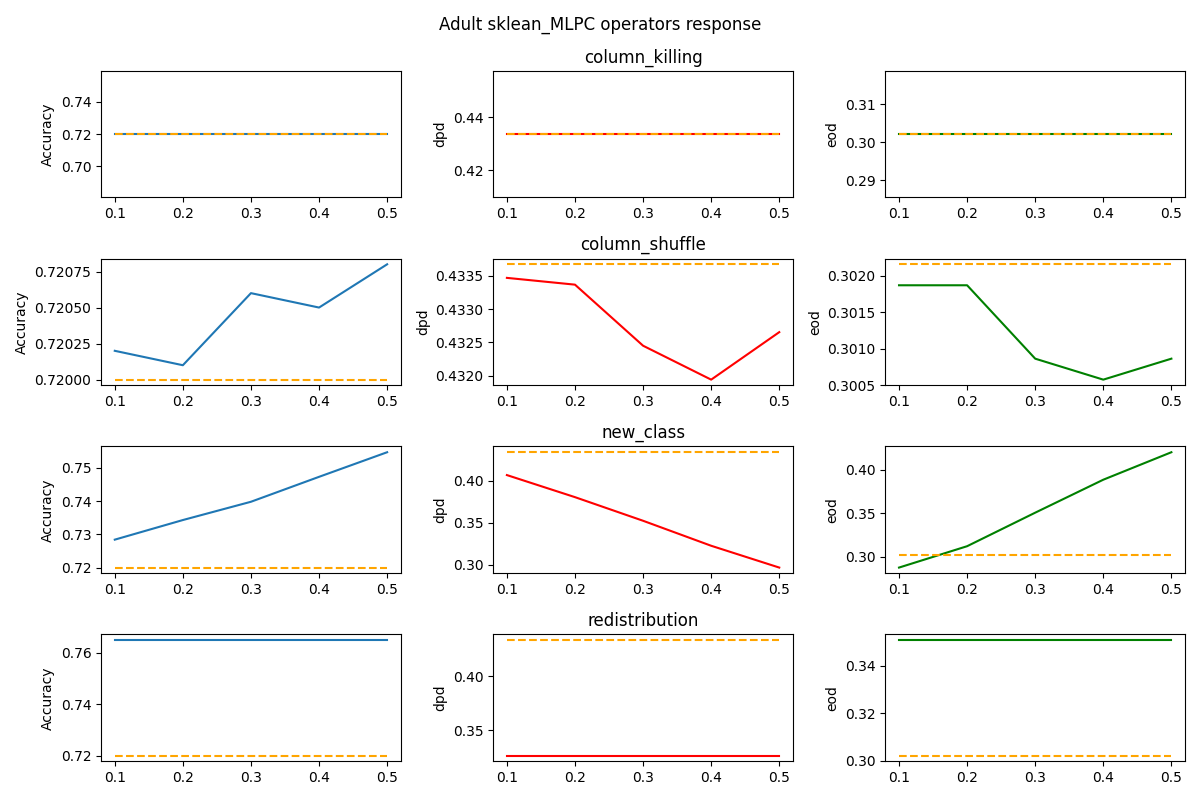 Adult sklean_MLPC operators response
column_killing
Accuracy
0.74
0.72
0.70
0.1 0.2 0.3 0.4 0.5
dpd
0.44
0.42
0.1 0.2 0.3 0.4 0.5
eod
0.31
0.30
0.29
0.1 0.2 0.3 0.4 0.5
column_shuffle
Accuracy
0.72075
0.72050
0.72025
0.72000
0.1 0.2 0.3 0.4 0.5
dpd
0.4335
0.4330
0.4325
0.4320
0.1 0.2 0.3 0.4 0.5
eod
0.3020
0.3015
0.3010
0.3005
0.1 0.2 0.3 0.4 0.5
new_class
Accuracy
0.75
0.74
0.73
0.72
0.1 0.2 0.3 0.4 0.5
dpd
0.40
0.35
0.30
0.1 0.2 0.3 0.4 0.5
eod
0.40
0.35
0.30
0.1 0.2 0.3 0.4 0.5
redistribution
Accuracy
0.76
0.74
0.72
0.1 0.2 0.3 0.4 0.5
dpd
0.40
0.35
0.1 0.2 0.3 0.4 0.5
eod
0.34
0.32
0.30
0.1 0.2 0.3 0.4 0.5